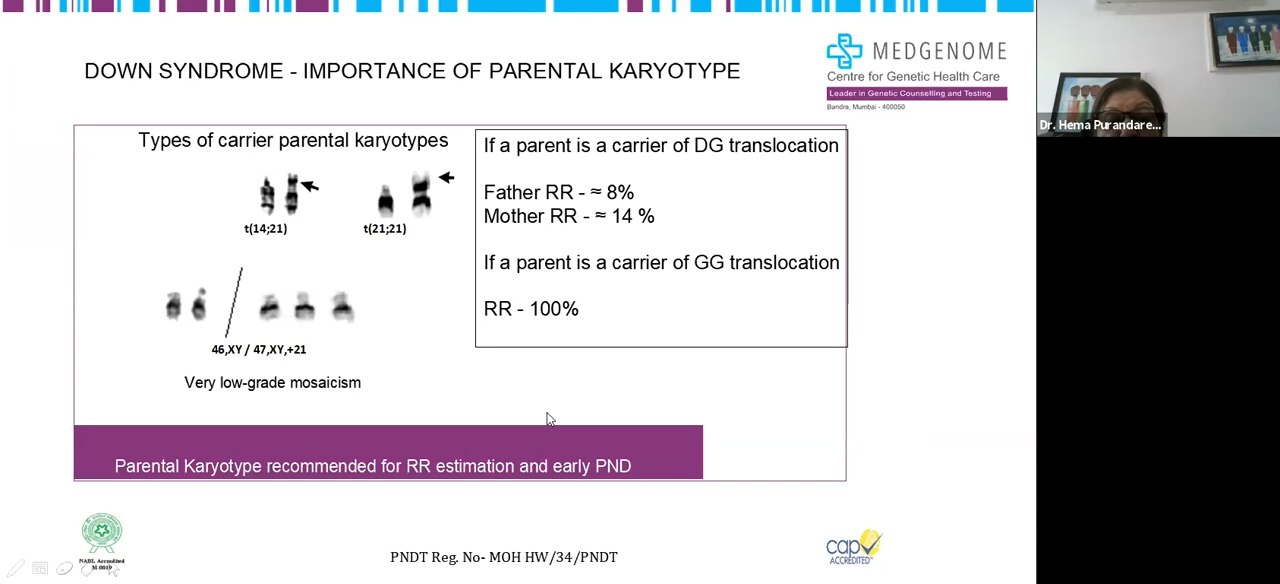 DOWN SYNDROME - IMPORTANCE OF PARENTAL KARYOTYPE
MEDGENOME
Centre for Genetic Health Care
Leader in Genetic Counselling and Testing
Bandra, Mumbai - 400050
Dr. Hema Purandare...
Types of carrier parental karyotypes
t(14;21)
t(21;21)
46,XY / 47,XY,+21
Very low-grade mosaicism
If a parent is a carrier of DG translocation
Father RR - ≈ 8%
Mother RR - ≈ 14 %
If a parent is a carrier of GG translocation
RR - 100%
Parental Karyotype recommended for RR estimation and early PND
NABL Accredited
M-0019
PNDT Reg. No- MOH HW/34/PNDT
CAP
ACCREDITED